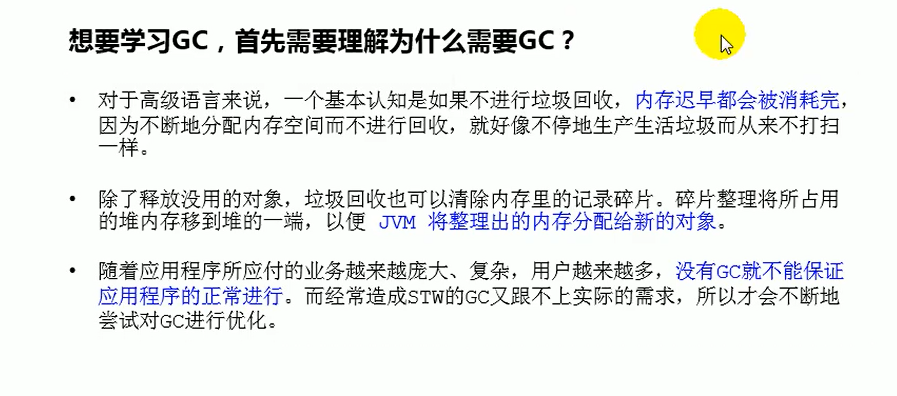 想要学习GC，首先需要理解为什么需要GC？
• 对于高级语言来说，一个基本认知是如果不进行垃圾回收，内存迟早都会被消耗完，
因为不断地分配内存空间而不进行回收，就好像不停地生产生活垃圾而从来不打扫
一样。
• 除了释放没用的对象，垃圾回收也可以清除内存里的记录碎片。碎片整理将所占用
的堆内存移到堆的一端，以便 JVM 将整理出的内存分配给新的对象。
• 随着应用程序所应付的业务越来越庞大、复杂，用户越来越多，没有GC就不能保证
应用程序的正常进行。而经常造成STW的GC又跟不上实际的需求，所以才会不断地
尝试对GC进行优化。